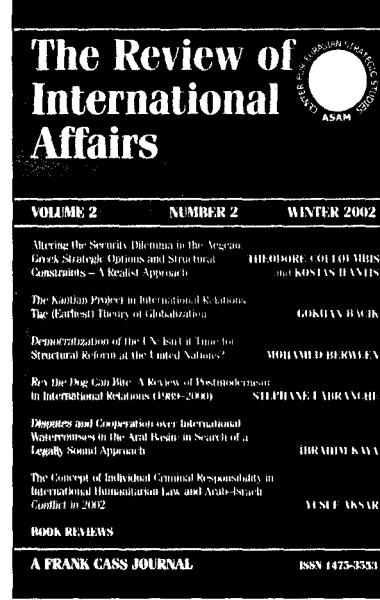 The Review of
International
Affairs
CENTER FOR EURASIAN STRATEGIC STUDIES
ASAM
VOLUME 2 NUMBER 2 WINTER 2002
Altering the Security Dilemma in the Aegean:
Greek Strategic Options and Structural THEODORE COULOUMBIS
Constraints – A Realist Approach and KOSTAS IFANTIS
The Kantian Project in International Relations:
The (Earliest) Theory of Globalization GOKHAN BACIK
Democratization of the UN: Isn't it Time for
Structural Reform at the United Nations? MOHAMED BERWEEN
Rex the Dog Can Bite: A Review of Postmodernism
in International Relations (1989–2000) STEPHANE LABRANCHE
Disputes and Cooperation over International
Watercourses in the Aral Basin: in Search of a
Legally Sound Approach IBRAHIM KAYA
The Concept of Individual Criminal Responsibility in
International Humanitarian Law and Arab–Israeli
Conflict in 2002 YUSUF AKSAR
BOOK REVIEWS
A FRANK CASS JOURNAL ISSN 1475-3553